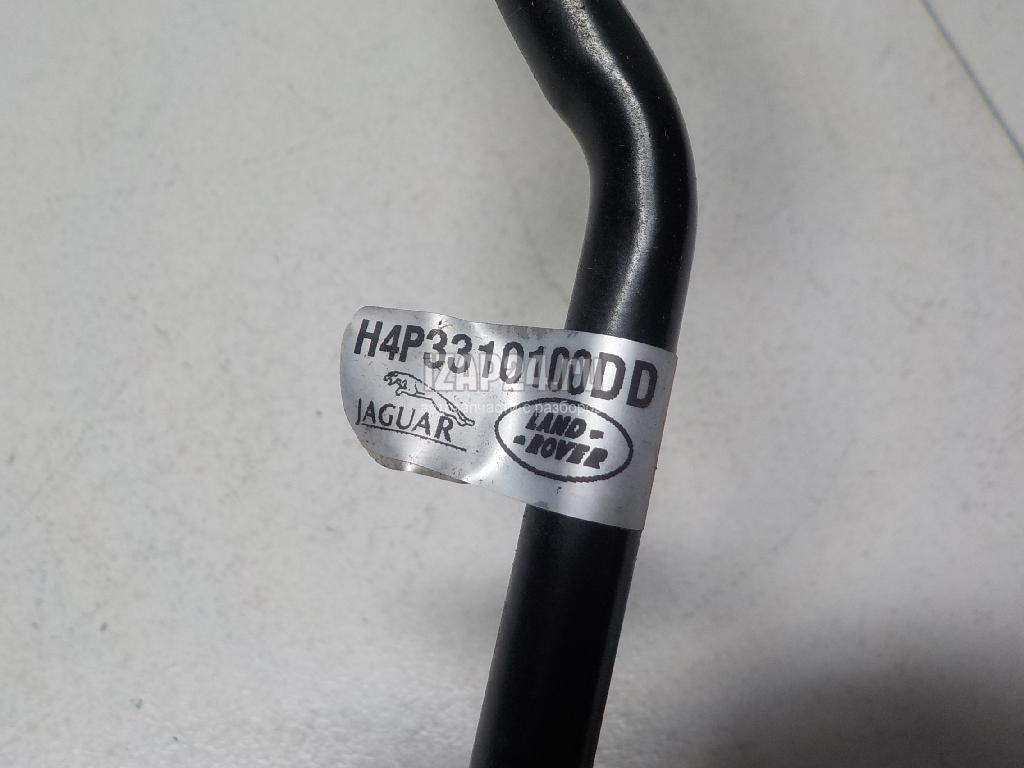 H4P3310100DD
JAGUAR
LAND-
-ROVER